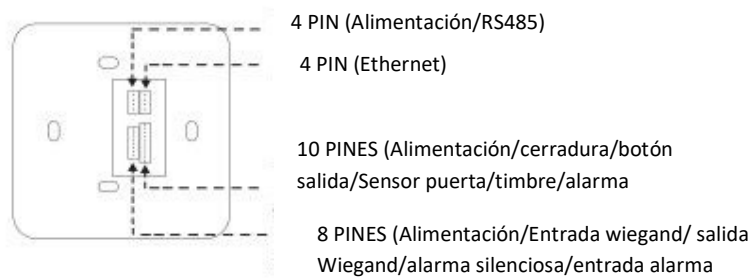 4 PIN (Alimentación/RS485)
4 PIN (Ethernet)
10 PINES (Alimentación/cerradura/botón
salida/Sensor puerta/timbre/alarma
8 PINES (Alimentación/Entrada wiegand/ salida
Wiegand/alarma silenciosa/entrada alarma